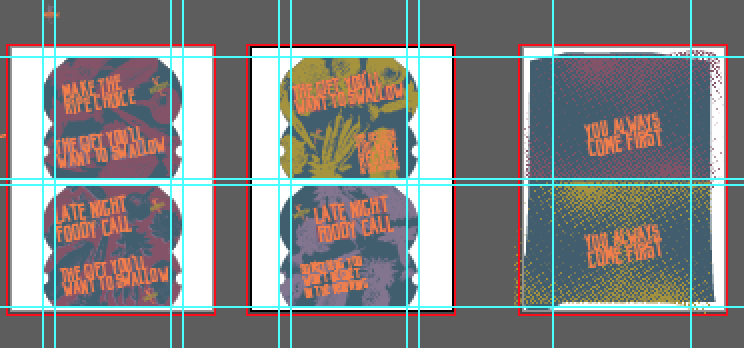 MAKE THE
RIPE CHOICE
THE GIFT YOU'LL
WANT TO SWALLOW
LATE NIGHT
FOODY CALL
THE GIFT YOU'LL
WANT TO SWALLOW
THE GIFT YOU'LL
WANT TO SWALLOW
LATE NIGHT
FOODY CALL
YOU ALWAYS
COME FIRST
YOU ALWAYS
COME FIRST